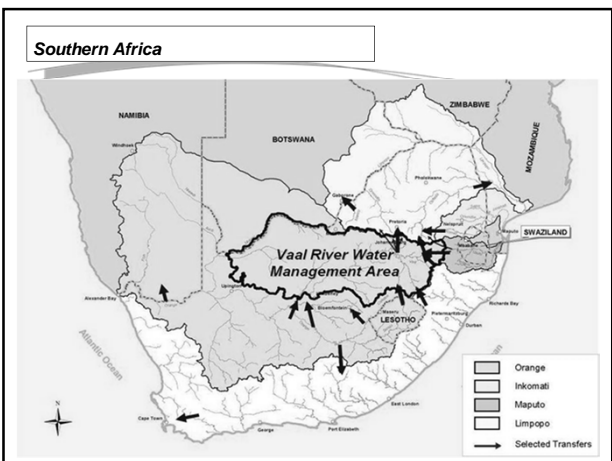 Southern Africa
ZIMBABWE
NAMIBIA
BOTSWANA
MOZAMBIQUE
Windhoek
Gaborone
Pretoria
SWAZILAND
Vaal River Water
Management Area
Upington
Bloemfontein
Maseru
LESOTHO
Alexander Bay
Richards Bay
Pietermaritzburg
Durban
Atlantic Ocean
Ocean
N
Cape Town
George
Port Elizabeth
East London
Orange
Inkomati
Maputo
Limpopo
Selected Transfers